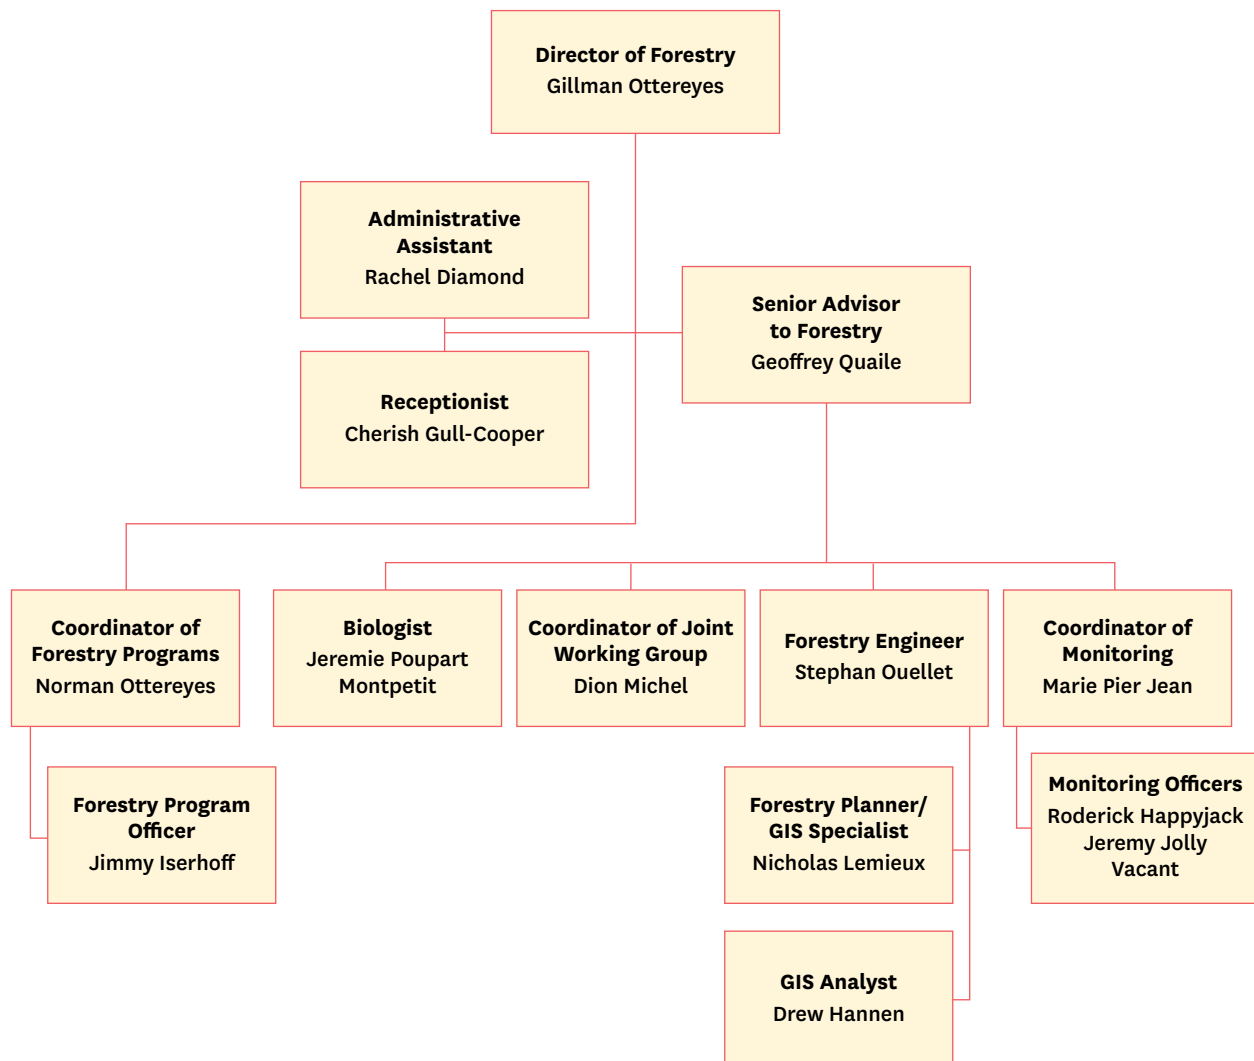 Director of Forestry
Gillman Ottereyes
Administrative
Assistant
Rachel Diamond
Senior Advisor
to Forestry
Geoffrey Quaile
Receptionist
Cherish Gull-Cooper
Coordinator of
Forestry Programs
Norman Ottereyes
Biologist
Jeremie Poupart
Montpetit
Coordinator of Joint
Working Group
Dion Michel
Forestry Engineer
Stephan Ouellet
Coordinator of
Monitoring
Marie Pier Jean
Forestry Program
Officer
Jimmy Iserhoff
Forestry Planner/
GIS Specialist
Nicholas Lemieux
Monitoring Officers
Roderick Happyjack
Jeremy Jolly
Vacant
GIS Analyst
Drew Hannen